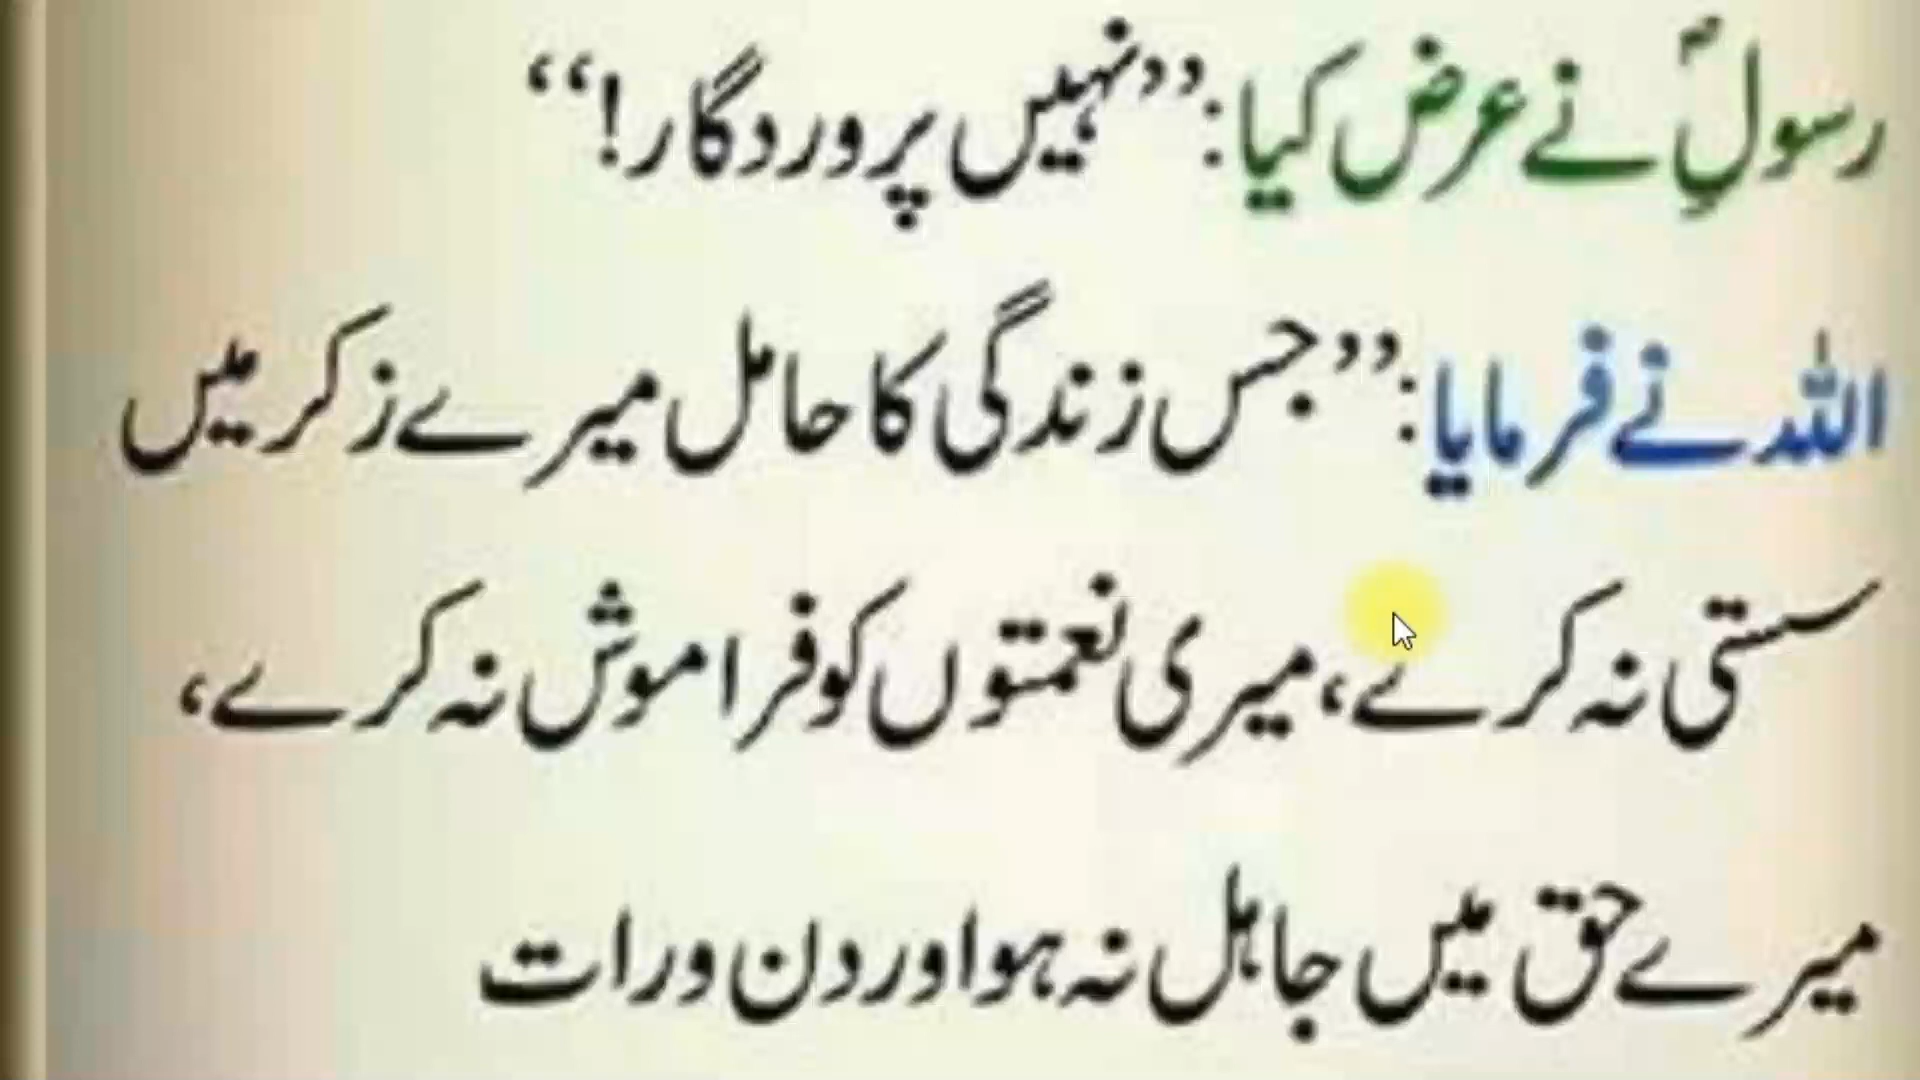 رسولؐ نے عرض کیا: ”نہیں پروردگار!“
اللہ نے فرمایا: ”جس زندگی کا حامل میرے زکر میں
سستی نہ کرے، میری نعمتوں کو فراموش نہ کرے،
میرے حق میں جاہل نہ ہو اور دن ورات